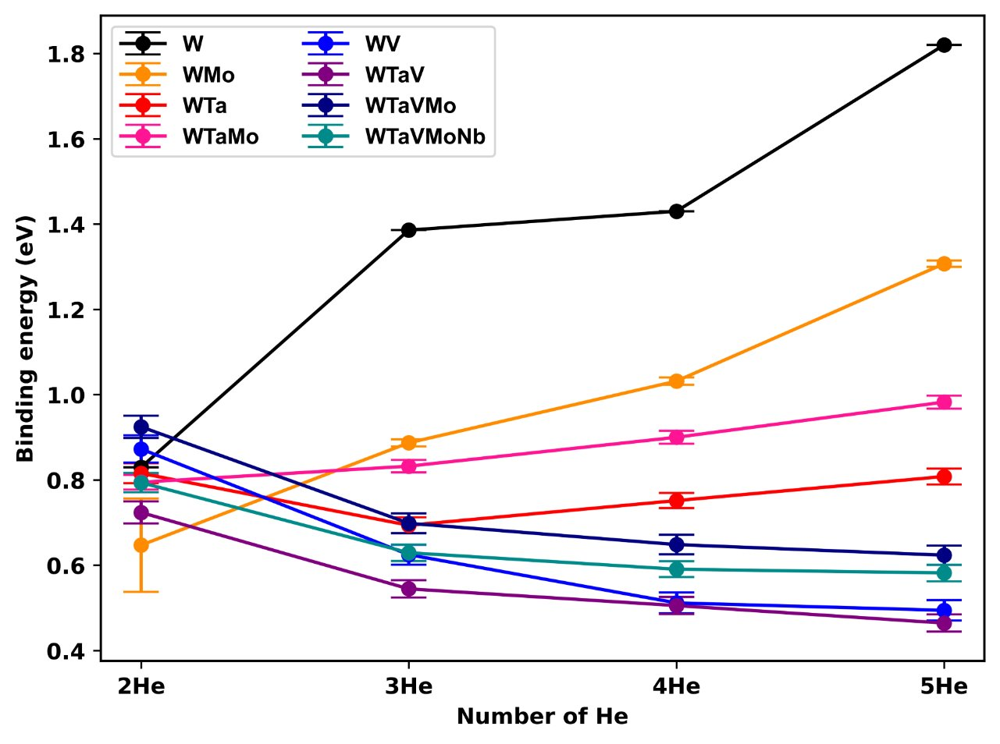 W
WMo
WTa
WTaMo
WV
WTaV
WTaVMo
WTaVMoNb
Binding energy (eV)
1.8
1.6
1.4
1.2
1.0
0.8
0.6
0.4
2He 3He 4He 5He
Number of He